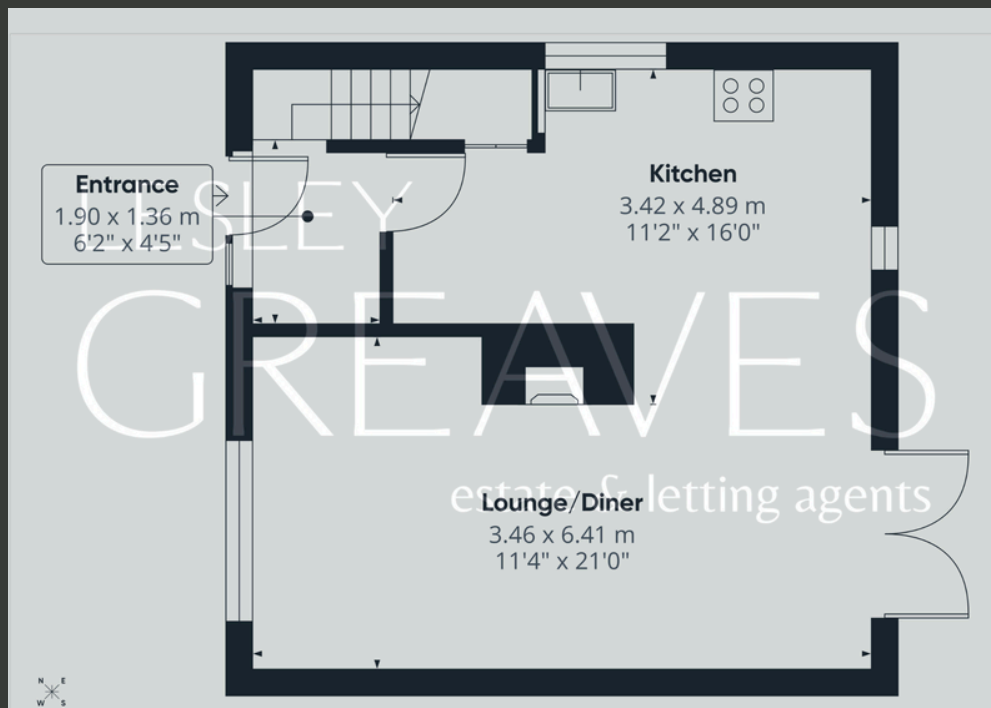 Entrance
1.90 x 1.36 m
6'2" x 4'5"
Kitchen
3.42 x 4.89 m
11'2" x 16'0"
LESLEY
GREAVES
estate & letting agents
Lounge/Diner
3.46 x 6.41 m
11'4" x 21'0"
N E
W S